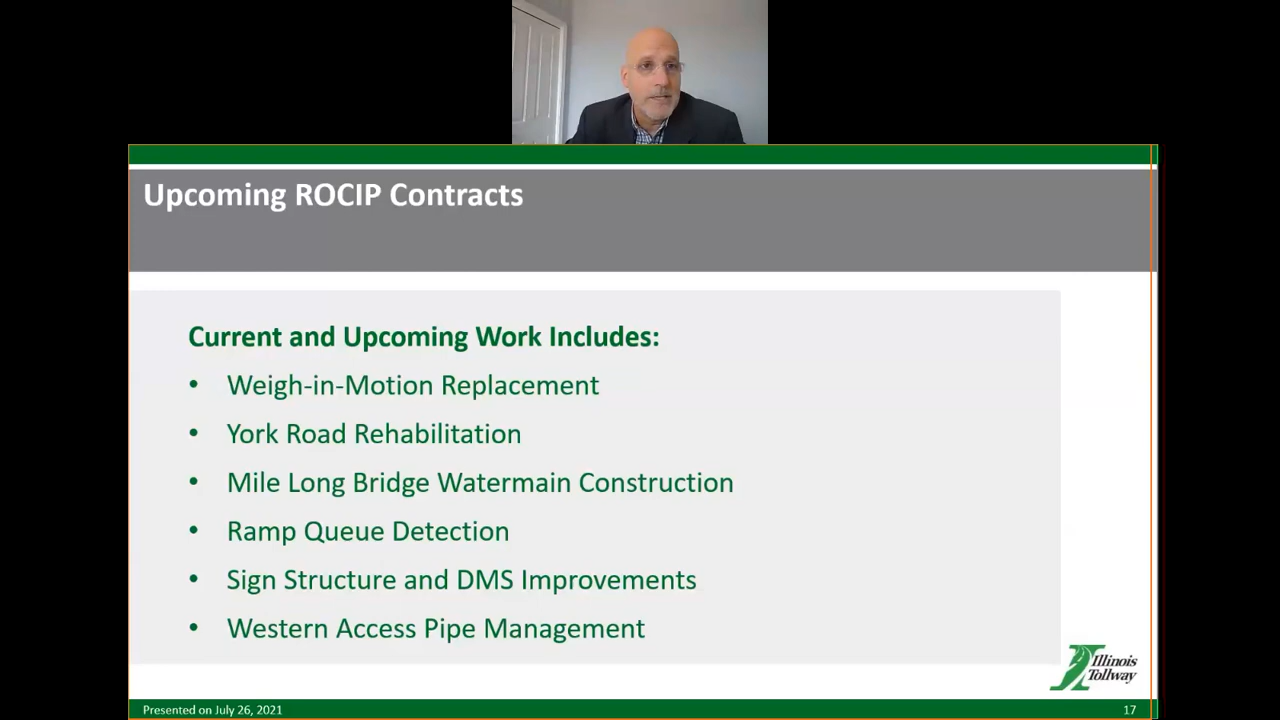 Upcoming ROCIP Contracts
Current and Upcoming Work Includes:
• Weigh-in-Motion Replacement
• York Road Rehabilitation
• Mile Long Bridge Watermain Construction
• Ramp Queue Detection
• Sign Structure and DMS Improvements
• Western Access Pipe Management
Illinois
Tollway
Presented on July 26, 2021
17